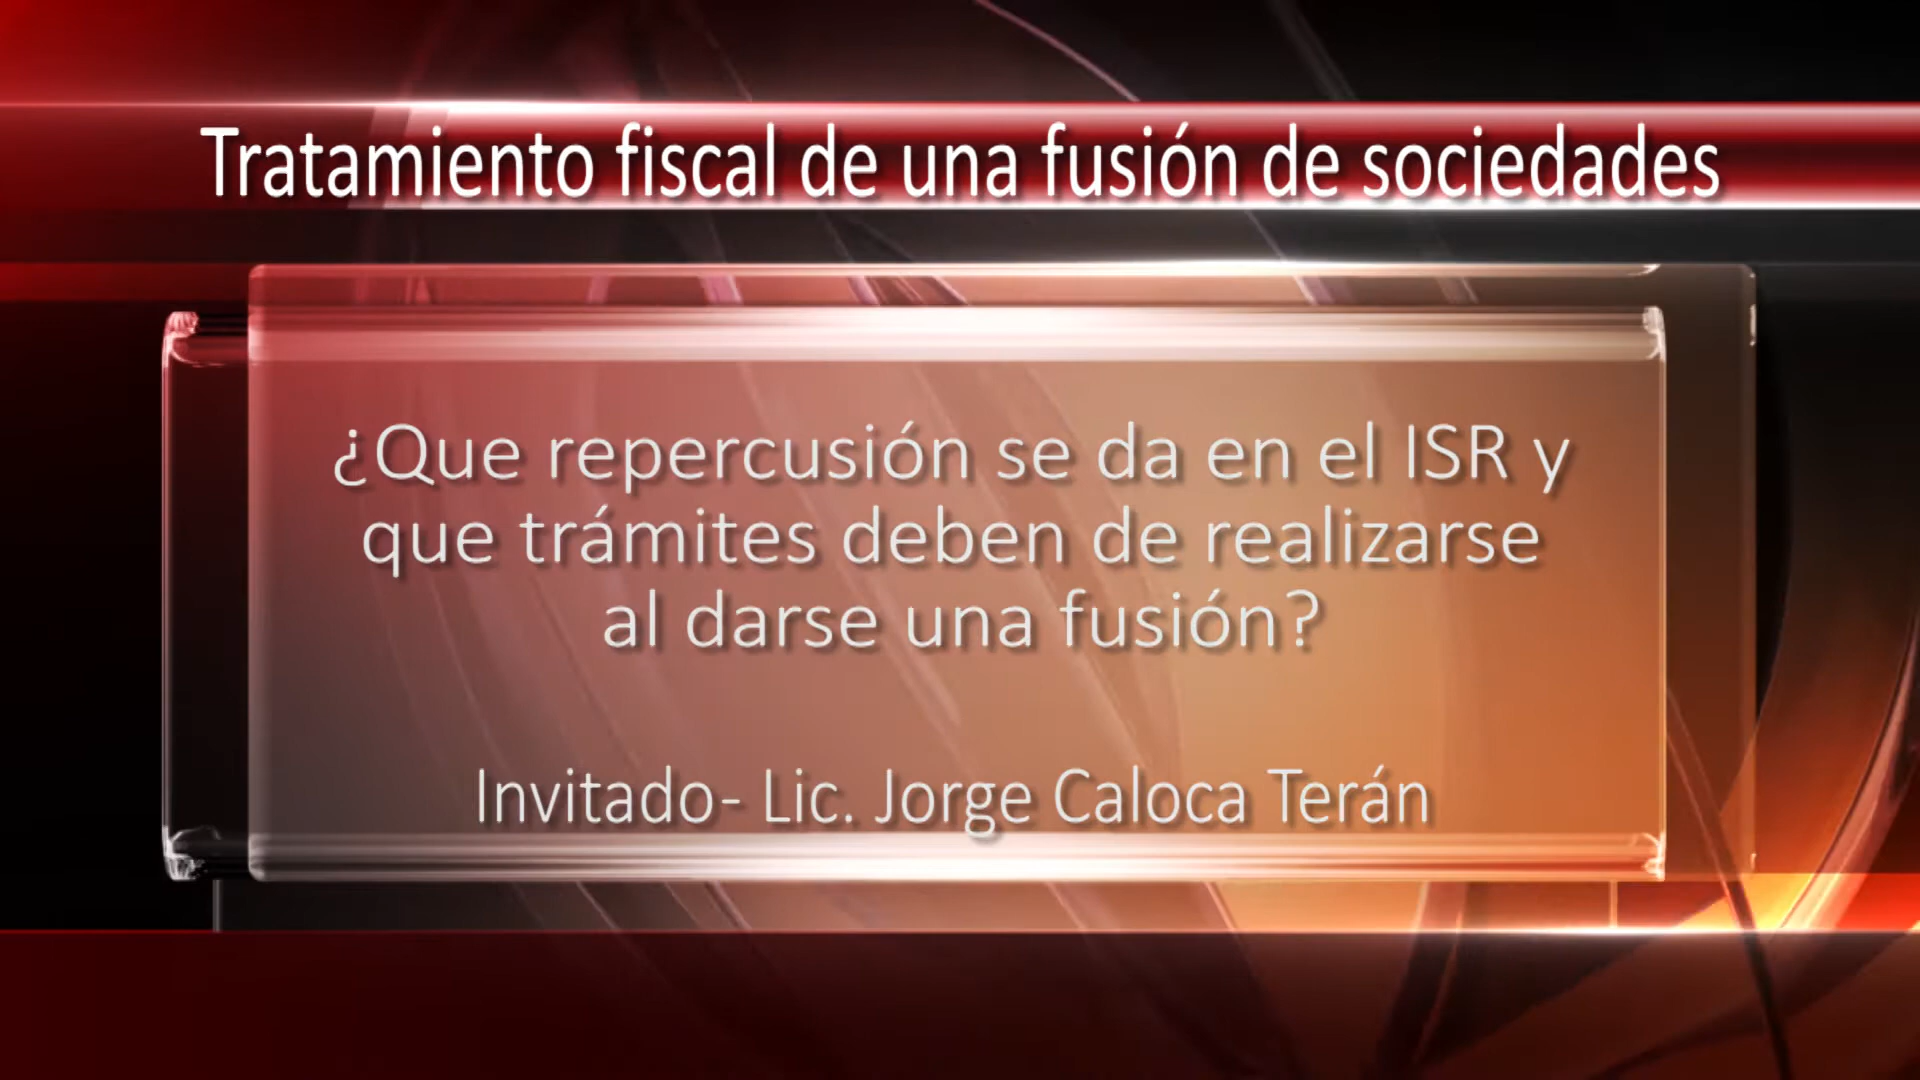 Tratamiento fiscal de una fusión de sociedades
¿Que repercusión se da en el ISR y
que trámites deben de realizarse
al darse una fusión?
Invitado- Lic. Jorge Caloca Terán